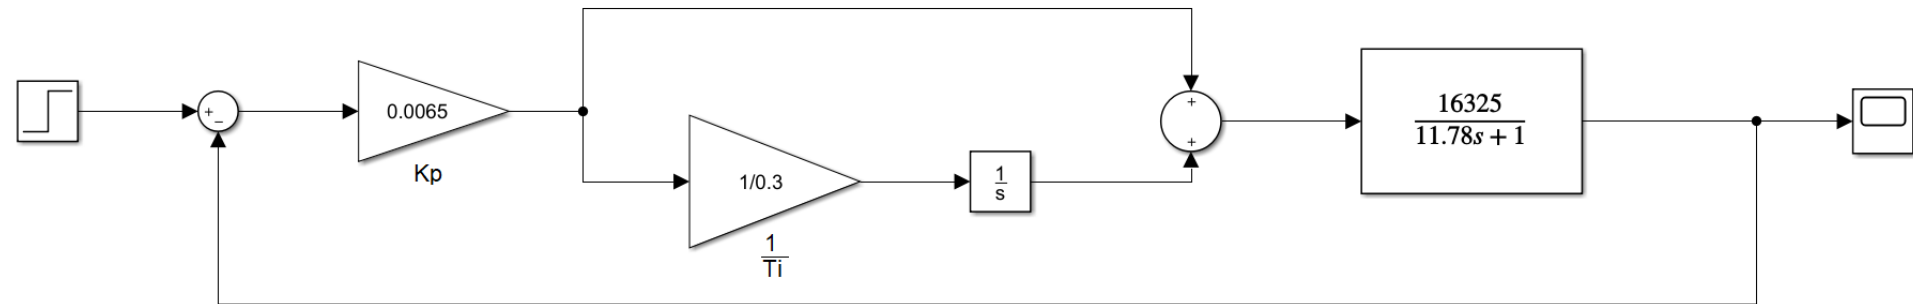 +
−
0.0065
Kp
1/0.3
1
Ti
1
s
+
+
16325
11.78s + 1